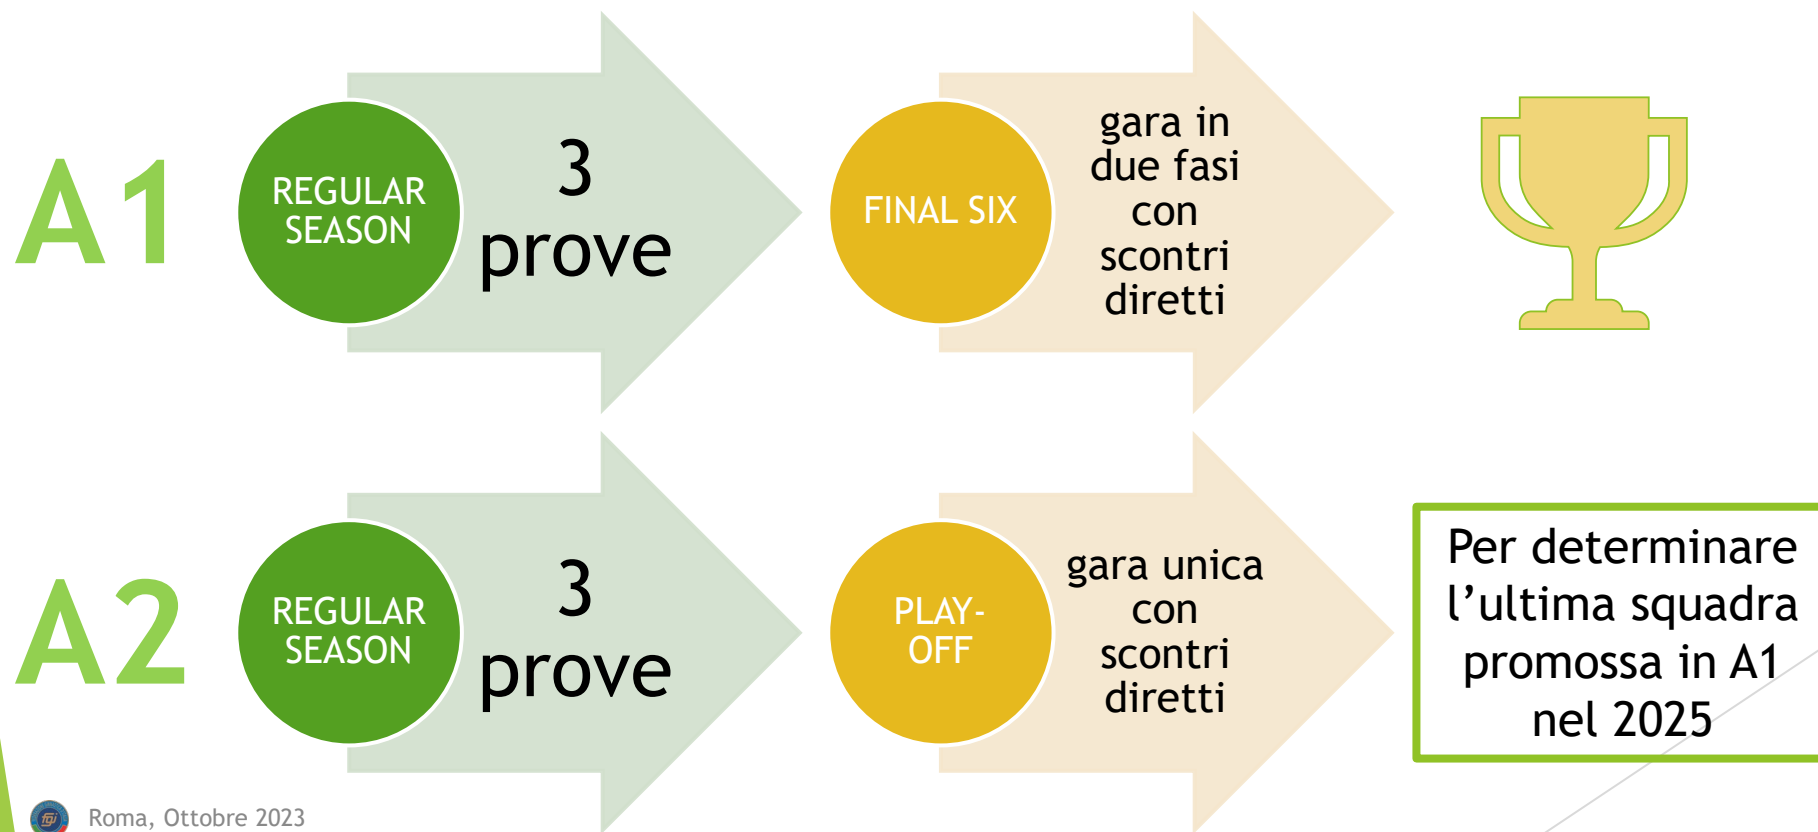 A1
REGULAR
SEASON
3
prove
FINAL SIX
gara in
due fasi
con
scontri
diretti
A2
REGULAR
SEASON
3
prove
PLAY-
OFF
gara unica
con
scontri
diretti
Per determinare
l’ultima squadra
promossa in A1
nel 2025
fgi
Roma, Ottobre 2023